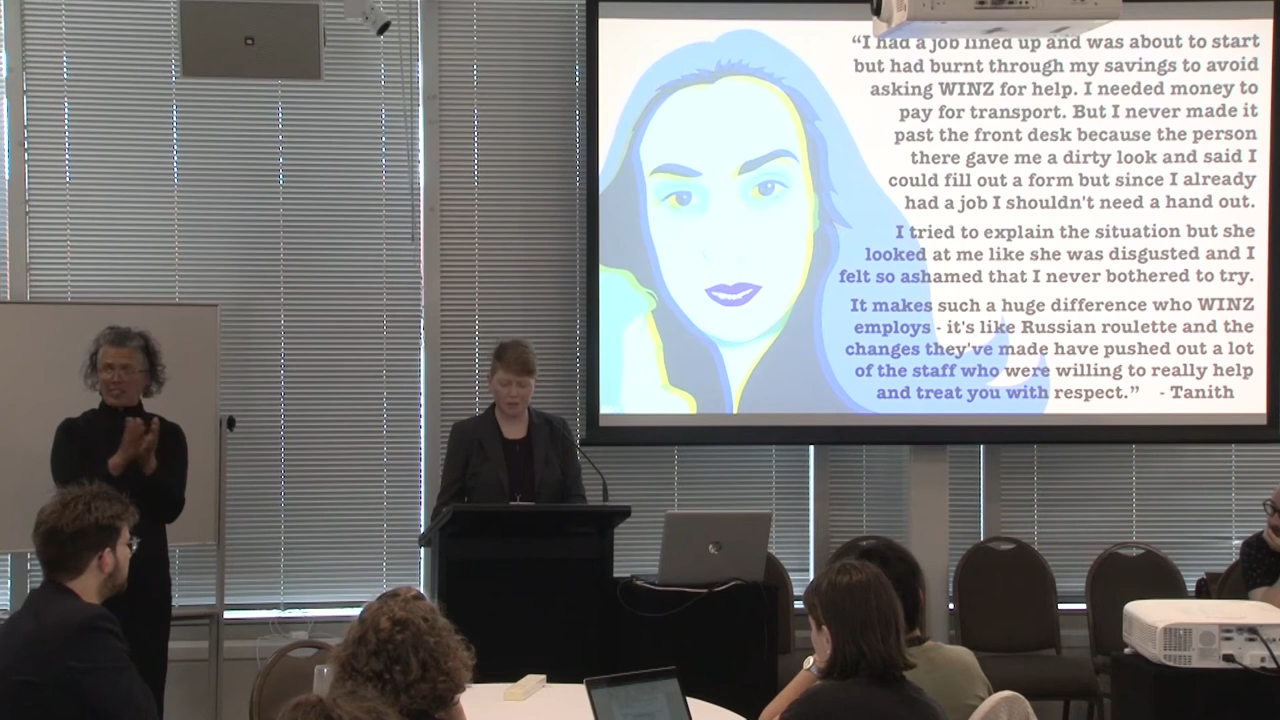 “I had a job lined up and was about to start
but had burnt through my savings to avoid
asking WINZ for help. I needed money to
pay for transport. But I never made it
past the front desk because the person
there gave me a dirty look and said I
could fill out a form but since I already
had a job I shouldn't need a hand out.
I tried to explain the situation but she
looked at me like she was disgusted and I
felt so ashamed that I never bothered to try.
It makes such a huge difference who WINZ
employs - it's like Russian roulette and the
changes they've made have pushed out a lot
of the staff who were willing to really help
and treat you with respect.” - Tanith